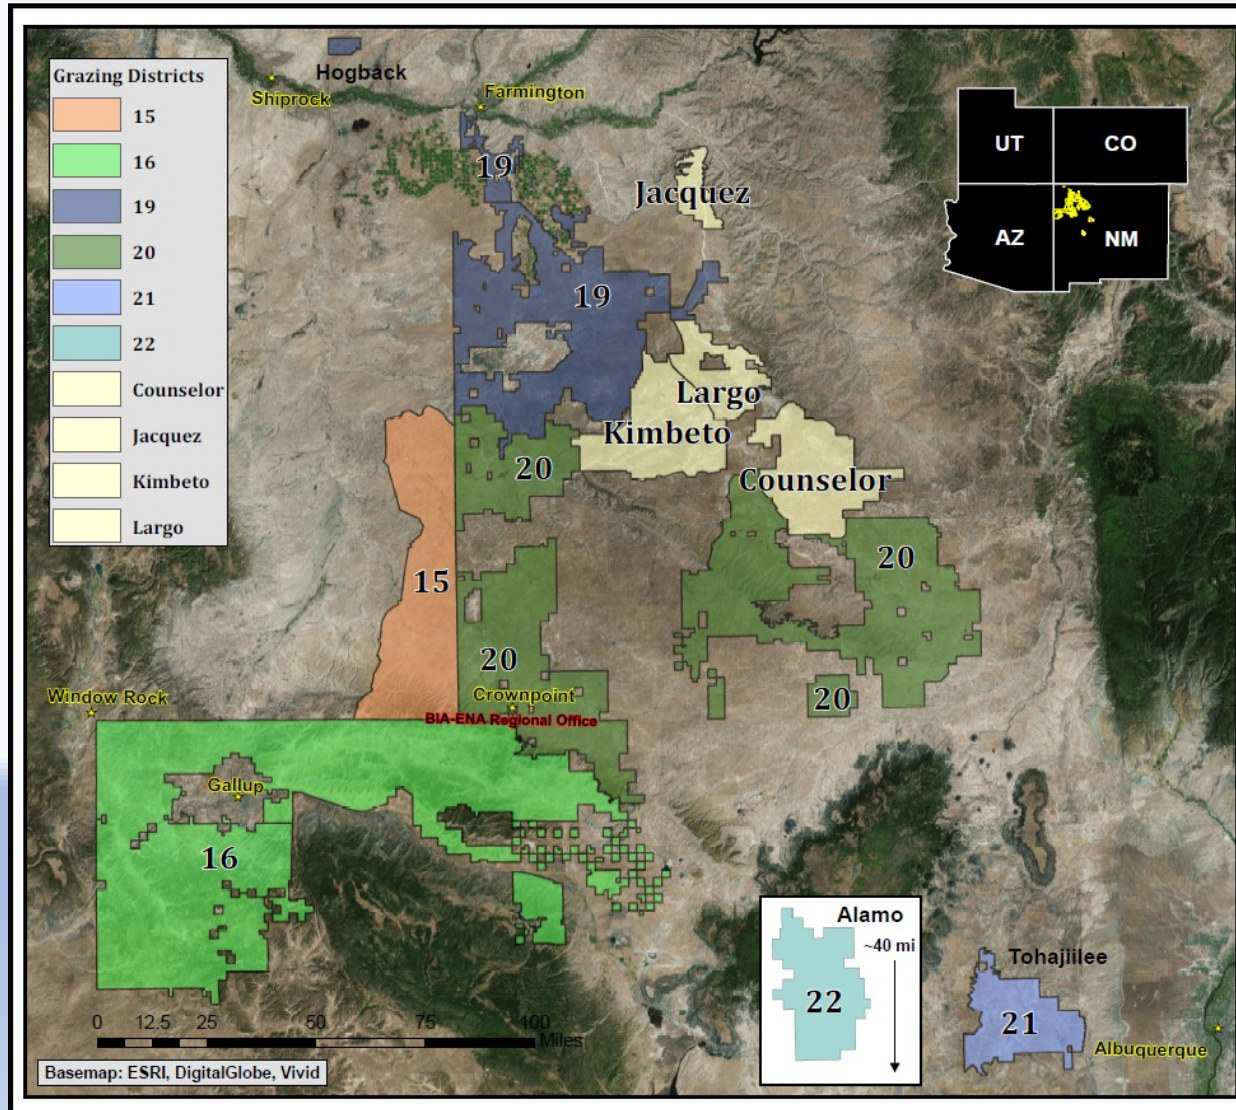 Grazing Districts
15
16
19
20
21
22
Counselor
Jacquez
Kimbeto
Largo
Hogback
Shiprock
Farmington
19
Jacquez
UT
CO
AZ
NM
19
Largo
Kimbeto
20
Counselor
20
15
20
Window Rock
Crownpoint
20
BIA-ENA Regional Office
Gallup
16
Alamo
~40 mi
22
Tohajiilee
21
Albuquerque
0 12.5 25 50 75 100
Miles
Basemap: ESRI, DigitalGlobe, Vivid